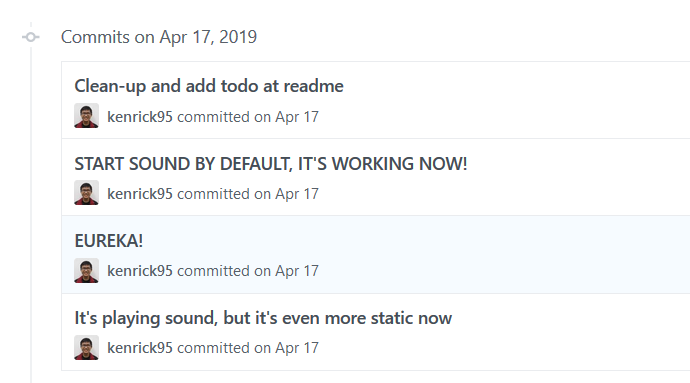 Commits on Apr 17, 2019
Clean-up and add todo at readme
kenrick95 committed on Apr 17
START SOUND BY DEFAULT, IT'S WORKING NOW!
kenrick95 committed on Apr 17
EUREKA!
kenrick95 committed on Apr 17
It's playing sound, but it's even more static now
kenrick95 committed on Apr 17